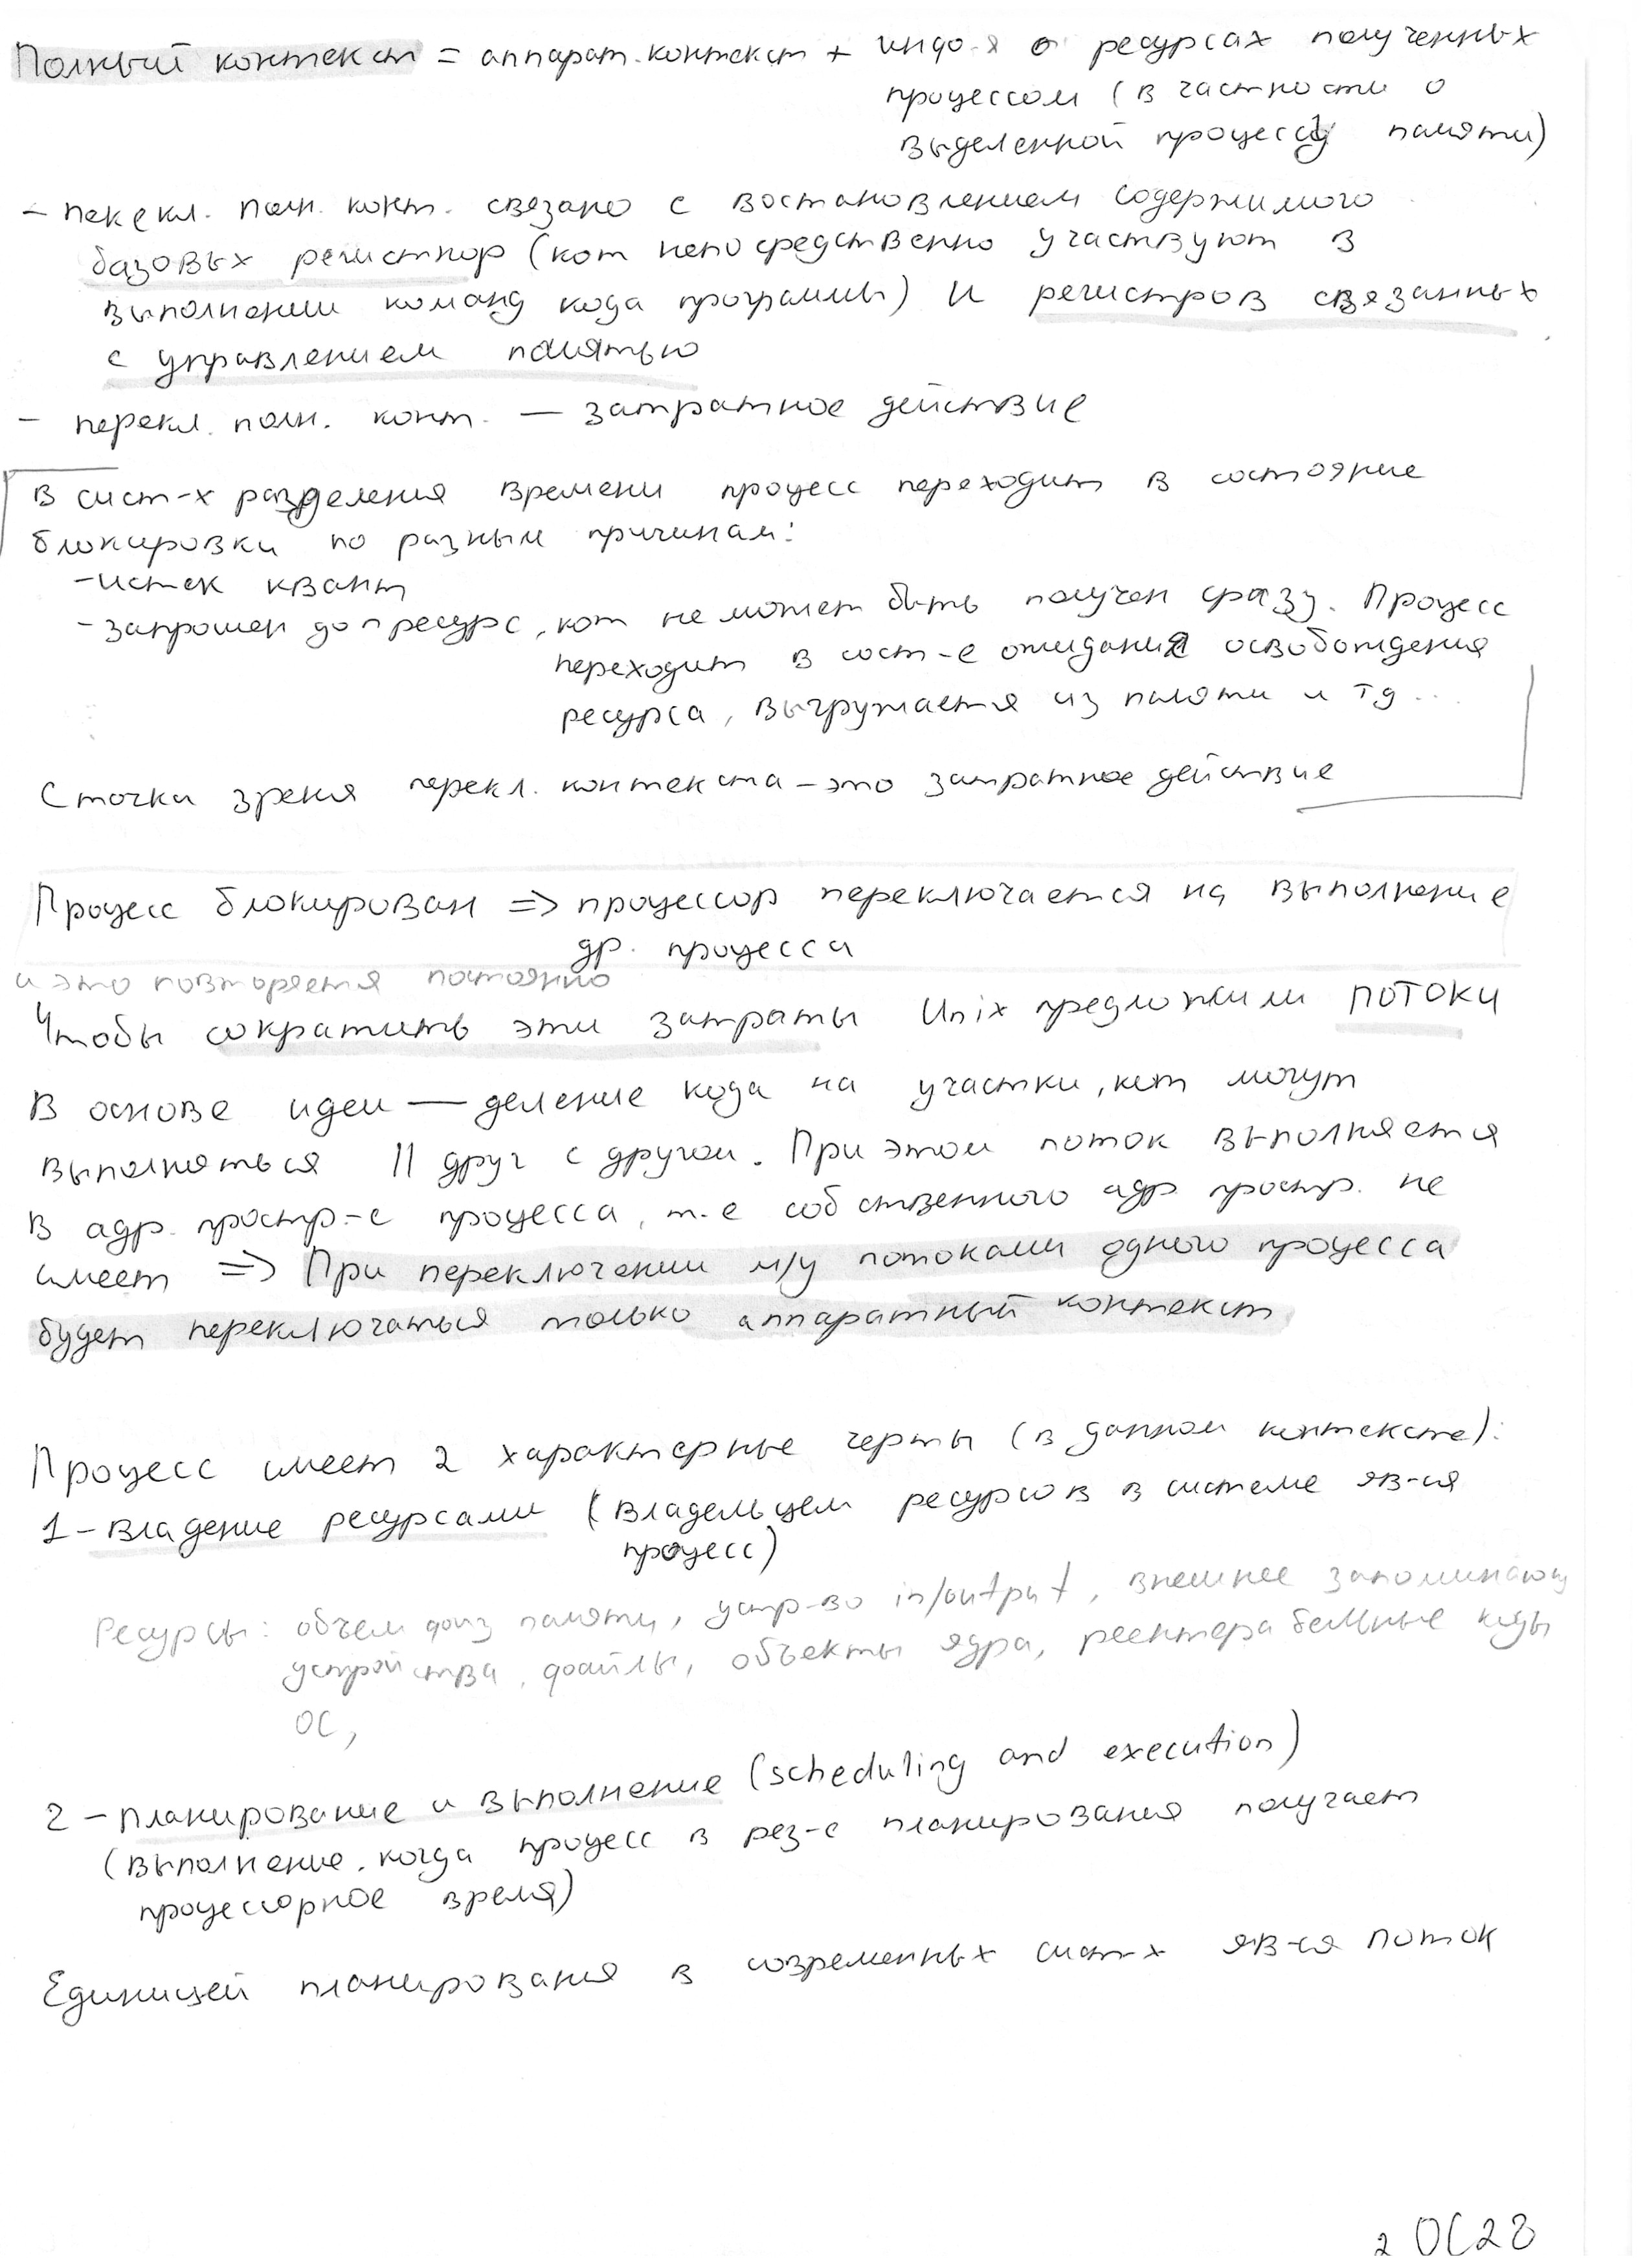 Полный контекст = аппарат. контекст + инфо-я о ресурсах полученных
процессом (в частности о
выделенной процессу памяти)
- пекекл. полн. конт. связано с востановлением содержимого
базовых регистрор (кот непосредственно участвуют в
выполнении команд кода программы) и регистров связанных
с управлением памятью
- перекл. полн. конт. — затратное действие
В сист-х разделения времени процесс переходит в состояние
блокировки по разным причинам:
- истек квант
- запрошен доп ресурс, кот не может быть получен сразу. Процесс
переходит в сост-е ожидания освобождения
ресурса, выгружается из памяти и тд...
С точки зреня перекл. контекста - это затратное действие
Процесс блокирован => процессор переключается на выполнение
др. процесса
и это повторяется постоянно
Чтобы сократить эти затраты Unix предложили ПОТОКИ
В основе идеи — деление кода на участки, кот могут
выполняться || друг с другом. При этом поток выполняется
в адр. простр-е процесса, т.е собственного адр простр. не
имеет => При переключении м/у потоками одного процесса
будет переключаться только аппаратный контекст
Процесс имеет 2 характерные черты (в данном контексте):
1 - владение ресурсами (владельцем ресурсов в системе яв-ся
процесс)
Ресурсы: объем физ памяти, устр-во in/output, внешнее запоминающ
устройства, файлы, объекты ядра, реентерабельные коды
ОС,
2 - планирование и выполнение (scheduling and execution)
(выполнение, когда процесс в рез-е планирования получает
процессорное время)
Единицей планирования в современных сист-х яв-ся поток
2 ОС28